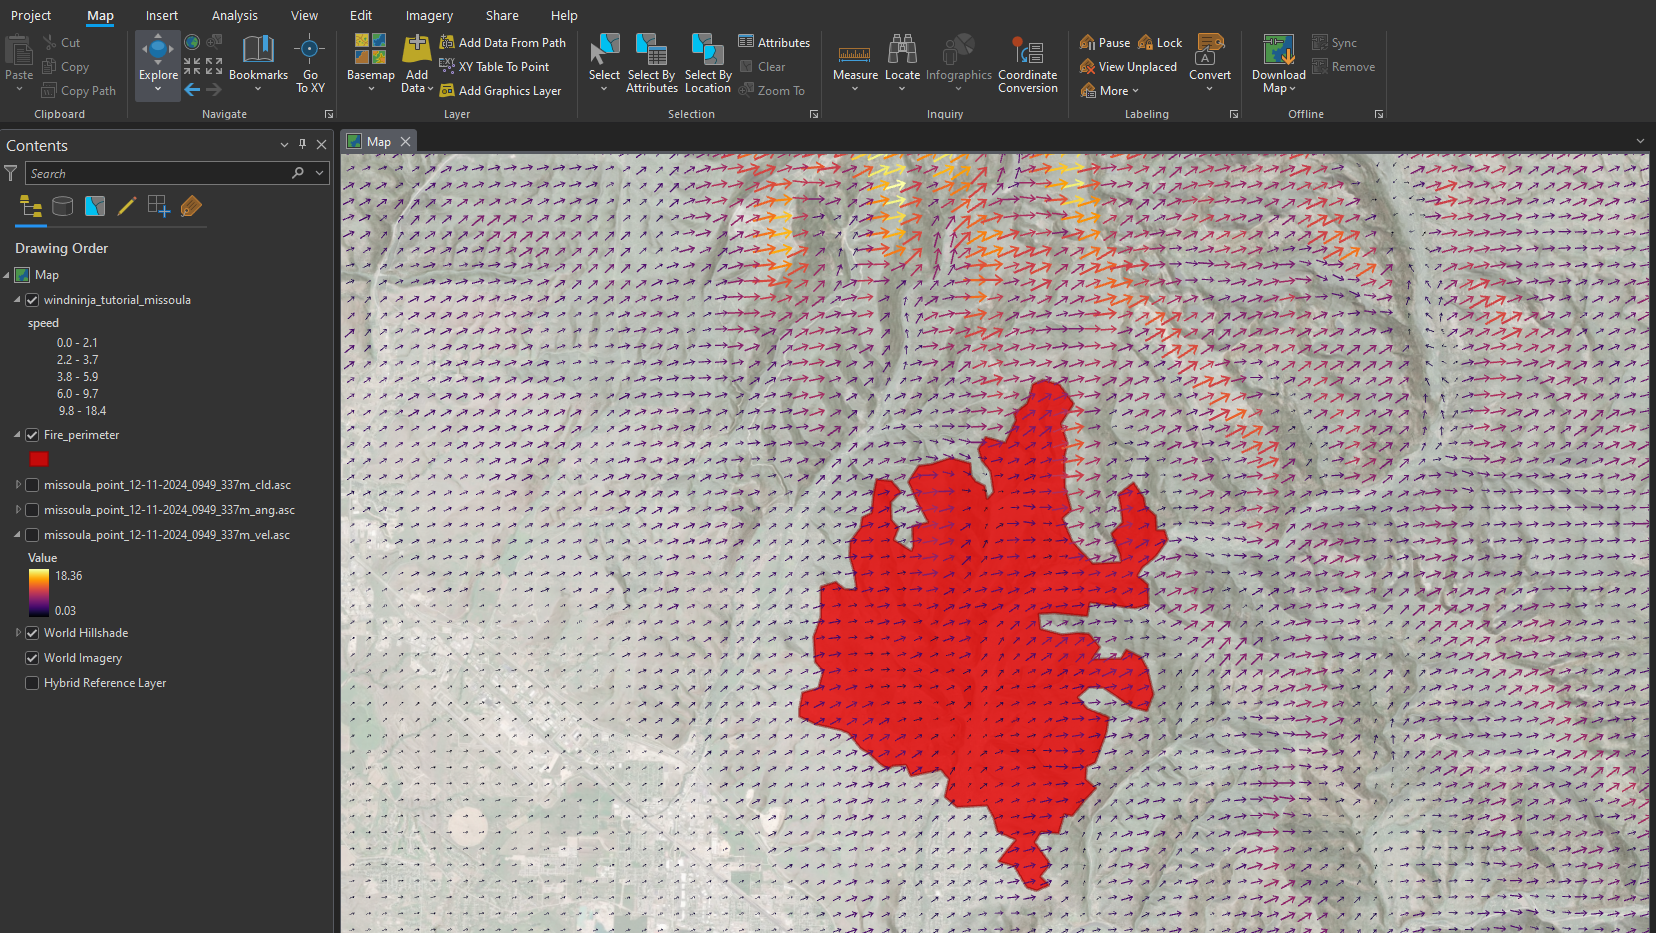 Project Map Insert Analysis View Edit Imagery Share Help
Paste
Cut
Copy
Copy Path
Clipboard
Explore
Bookmarks
Go
To XY
Navigate
Basemap
Add
Data
Add Data From Path
XY Table To Point
Add Graphics Layer
Layer
Select
Select By
Attributes
Select By
Location
Attributes
Clear
Zoom To
Selection
Measure
Locate
Infographics
Coordinate
Conversion
Inquiry
Pause
Lock
View Unplaced
More
Convert
A
Labeling
Download
Map
Sync
Remove
Offline
Contents
Search
Drawing Order
Map
windninja_tutorial_missoula
speed
0.0 - 2.1
2.2 - 3.7
3.8 - 5.9
6.0 - 9.7
9.8 - 18.4
Fire_perimeter
missoula_point_12-11-2024_0949_337m_cld.asc
missoula_point_12-11-2024_0949_337m_ang.asc
missoula_point_12-11-2024_0949_337m_vel.asc
Value
18.36
0.03
World Hillshade
World Imagery
Hybrid Reference Layer
Map